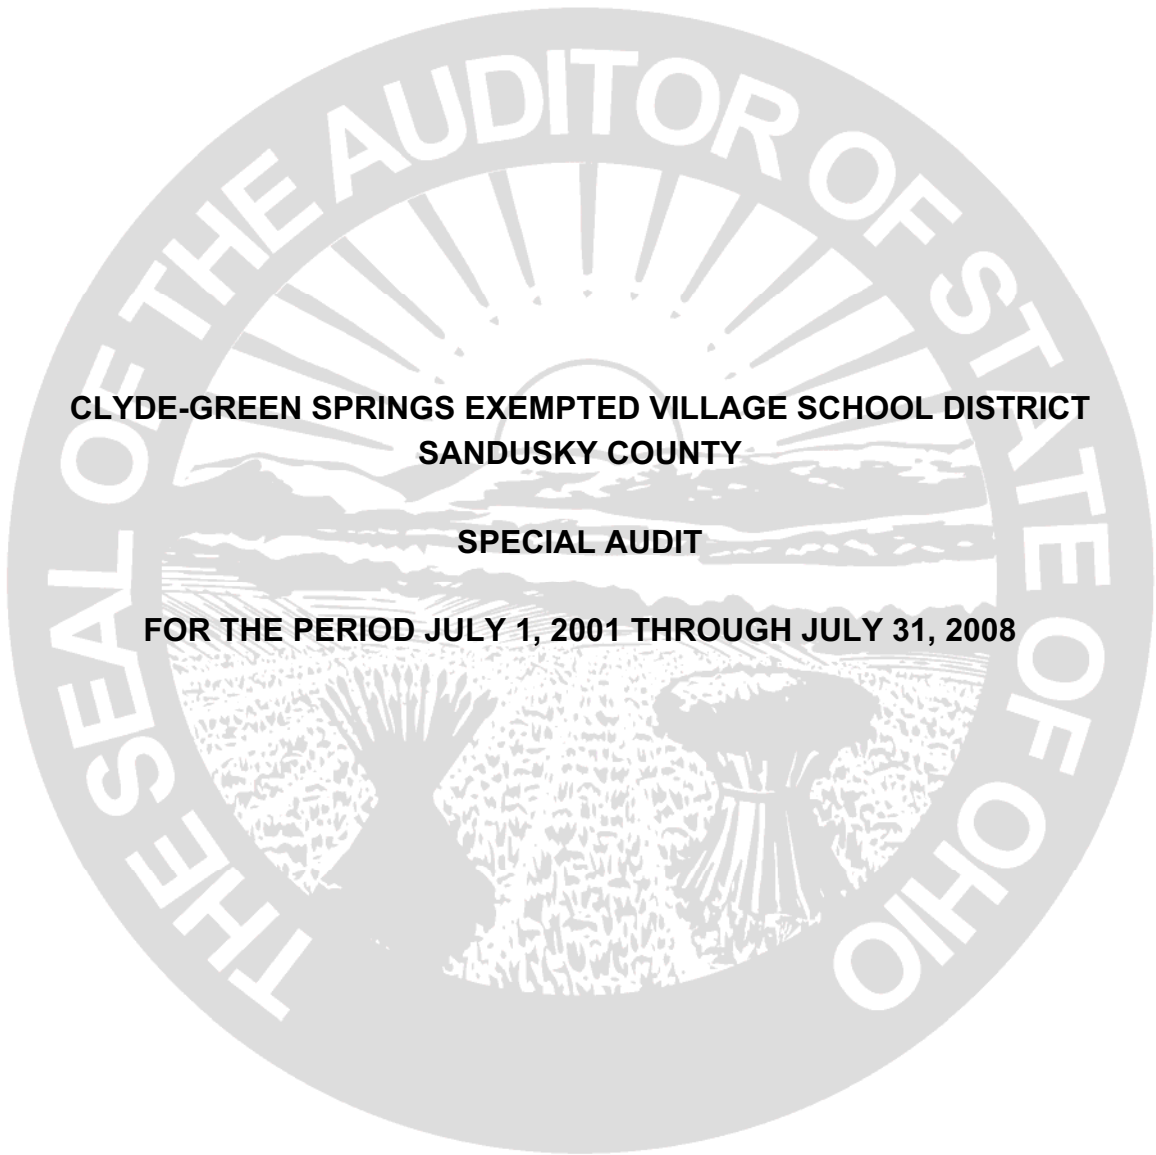 THE SEAL OF THE AUDITOR OF STATE OF OHIO
CLYDE-GREEN SPRINGS EXEMPTED VILLAGE SCHOOL DISTRICT
SANDUSKY COUNTY
SPECIAL AUDIT
FOR THE PERIOD JULY 1, 2001 THROUGH JULY 31, 2008